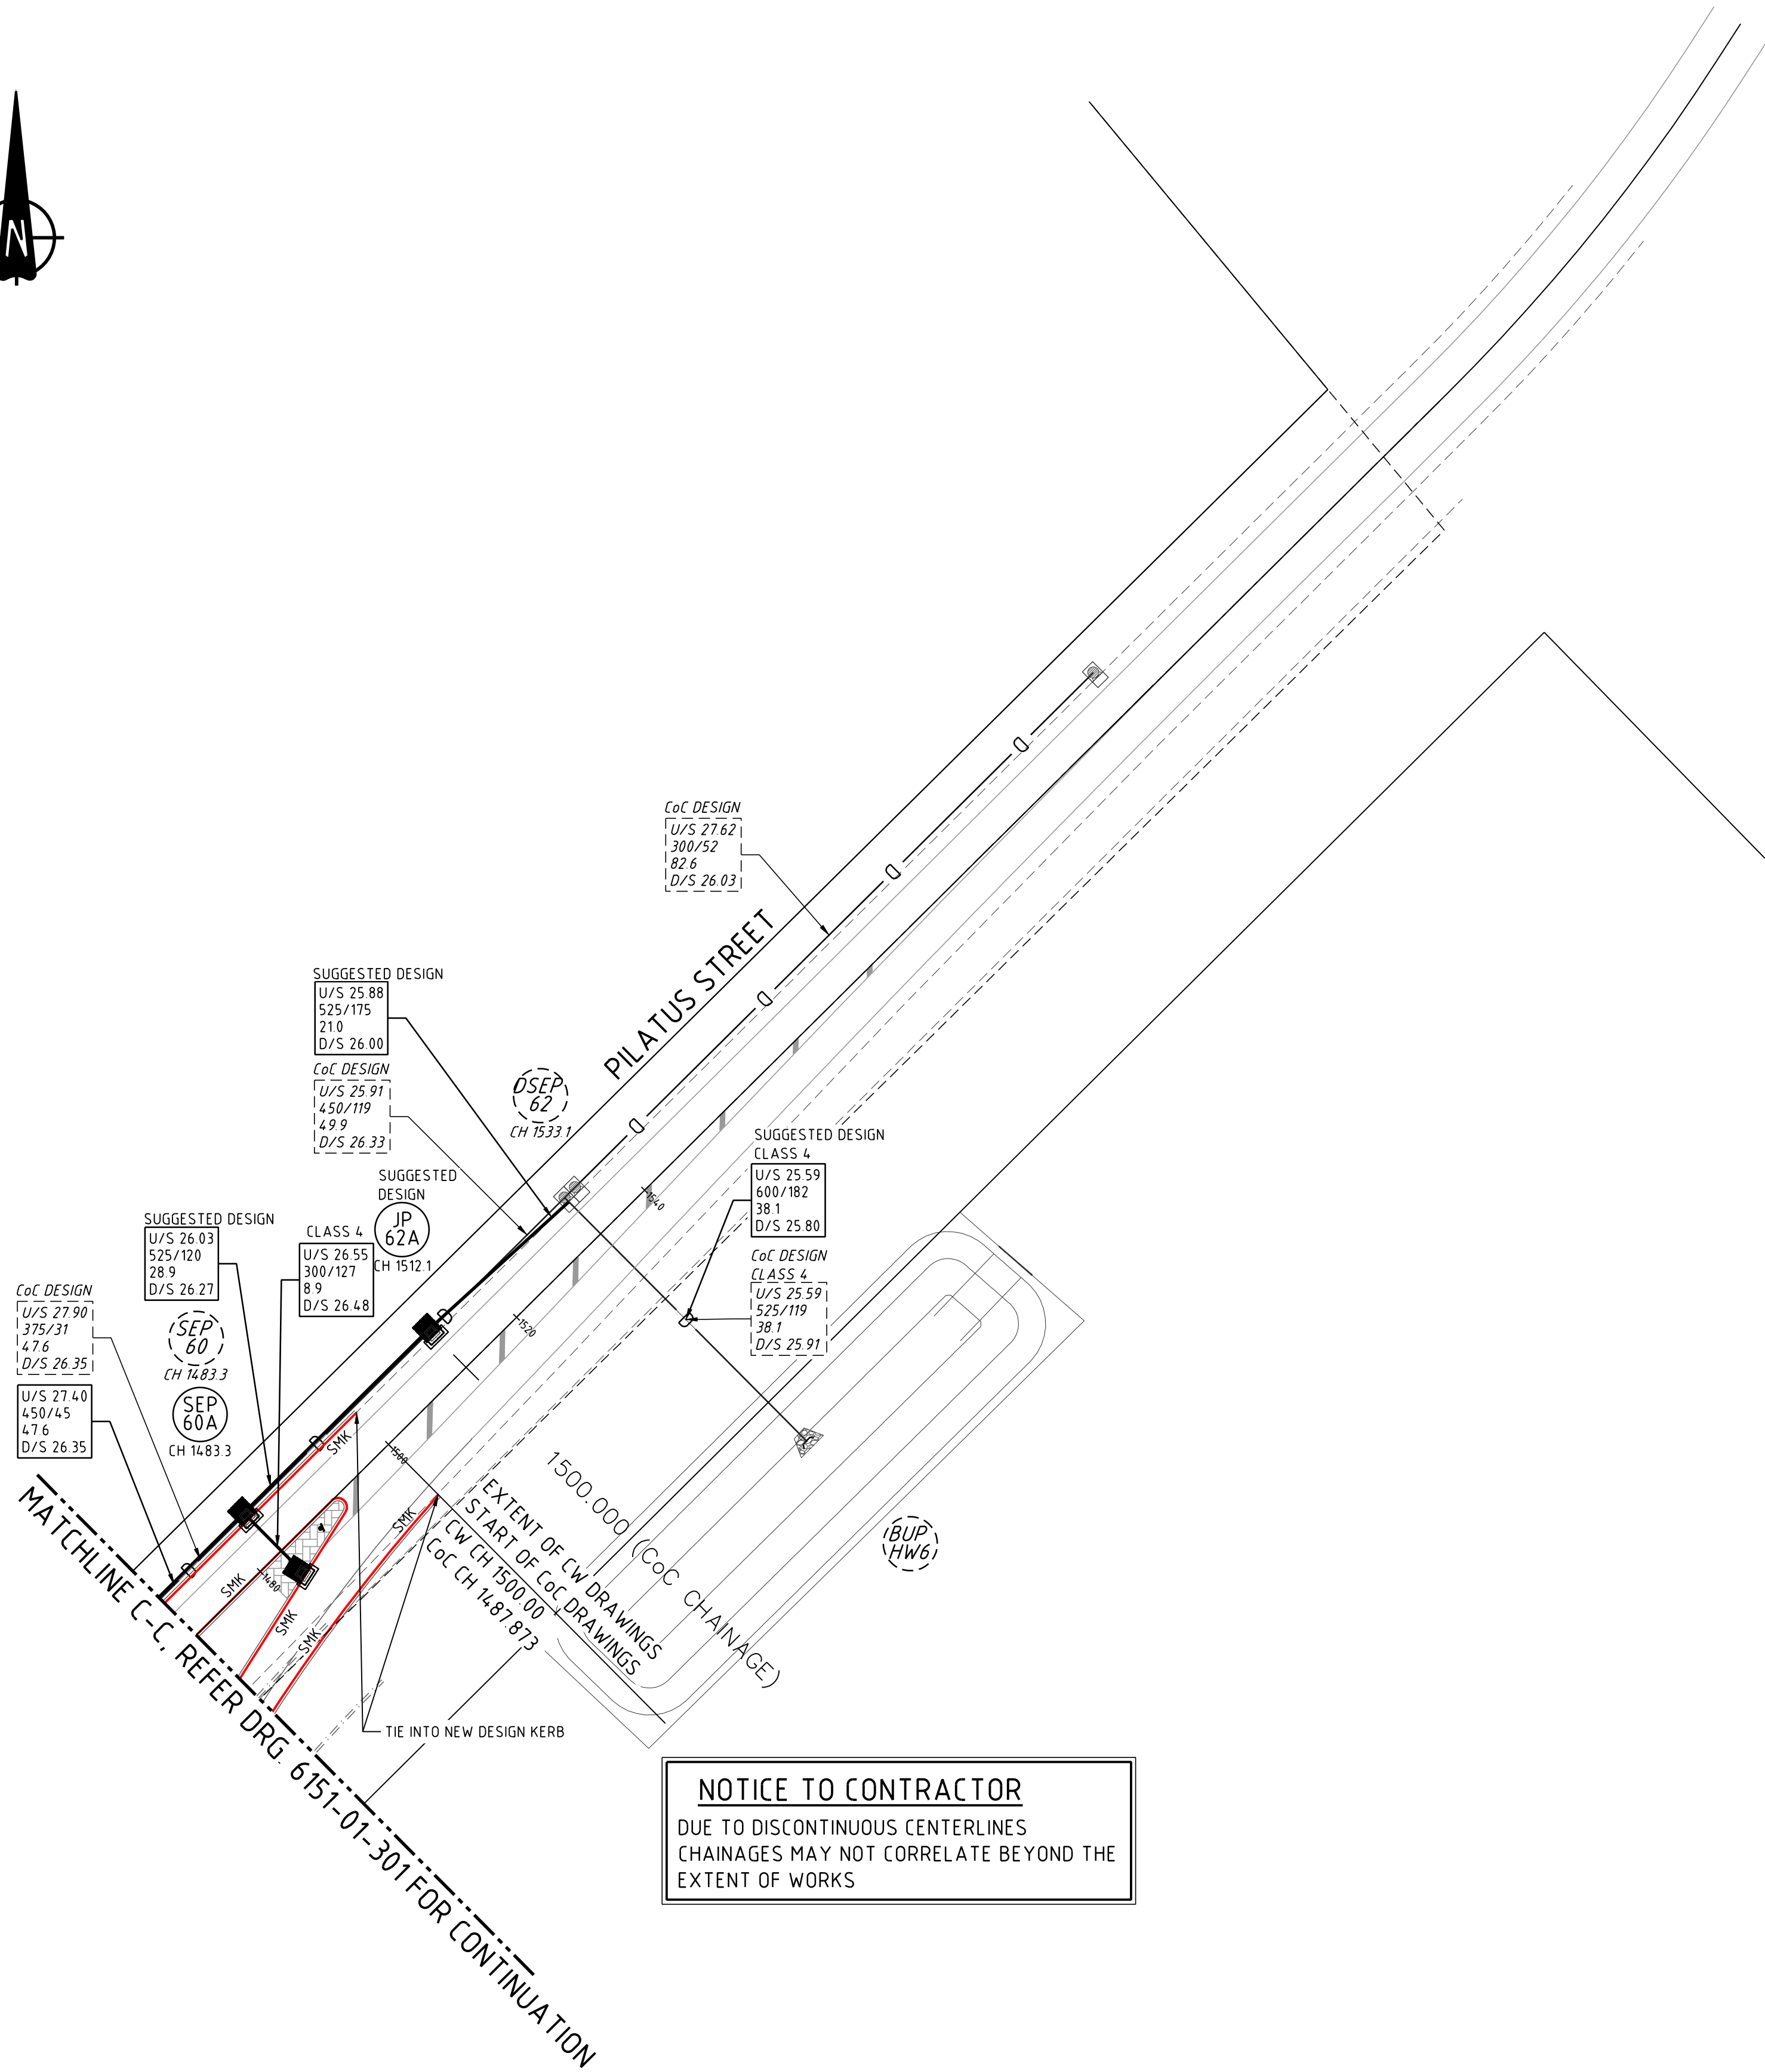 N
CoC DESIGN
U/S 27.62
300/52
82.6
D/S 26.03
PILATUS STREET
SUGGESTED DESIGN
U/S 25.88
525/175
21.0
D/S 26.00
CoC DESIGN
U/S 25.91
450/119
49.9
D/S 26.33
DSEP
62
CH 1533.1
SUGGESTED
DESIGN
JP
62A
CH 1512.1
SUGGESTED DESIGN
CLASS 4
U/S 25.59
600/182
38.1
D/S 25.80
CoC DESIGN
CLASS 4
U/S 25.59
525/119
38.1
D/S 25.91
SUGGESTED DESIGN
U/S 26.03
525/120
28.9
D/S 26.27
CLASS 4
U/S 26.55
300/127
8.9
D/S 26.48
CoC DESIGN
U/S 27.90
375/31
47.6
D/S 26.35
SEP
60
CH 1483.3
U/S 27.40
450/45
47.6
D/S 26.35
SEP
60A
CH 1483.3
1540
1520
1500
1480
SMK
SMK
SMK
SMK
SMK
1500.000 (CoC CHAINAGE)
EXTENT OF CW DRAWINGS
START OF CoC DRAWINGS
CW CH 1500.00
CoC CH 1487.873
BUP
HW6
TIE INTO NEW DESIGN KERB
MATCHLINE C-C, REFER DRG. 6151-01-301 FOR CONTINUATION
NOTICE TO CONTRACTOR
DUE TO DISCONTINUOUS CENTERLINES
CHAINAGES MAY NOT CORRELATE BEYOND THE
EXTENT OF WORKS